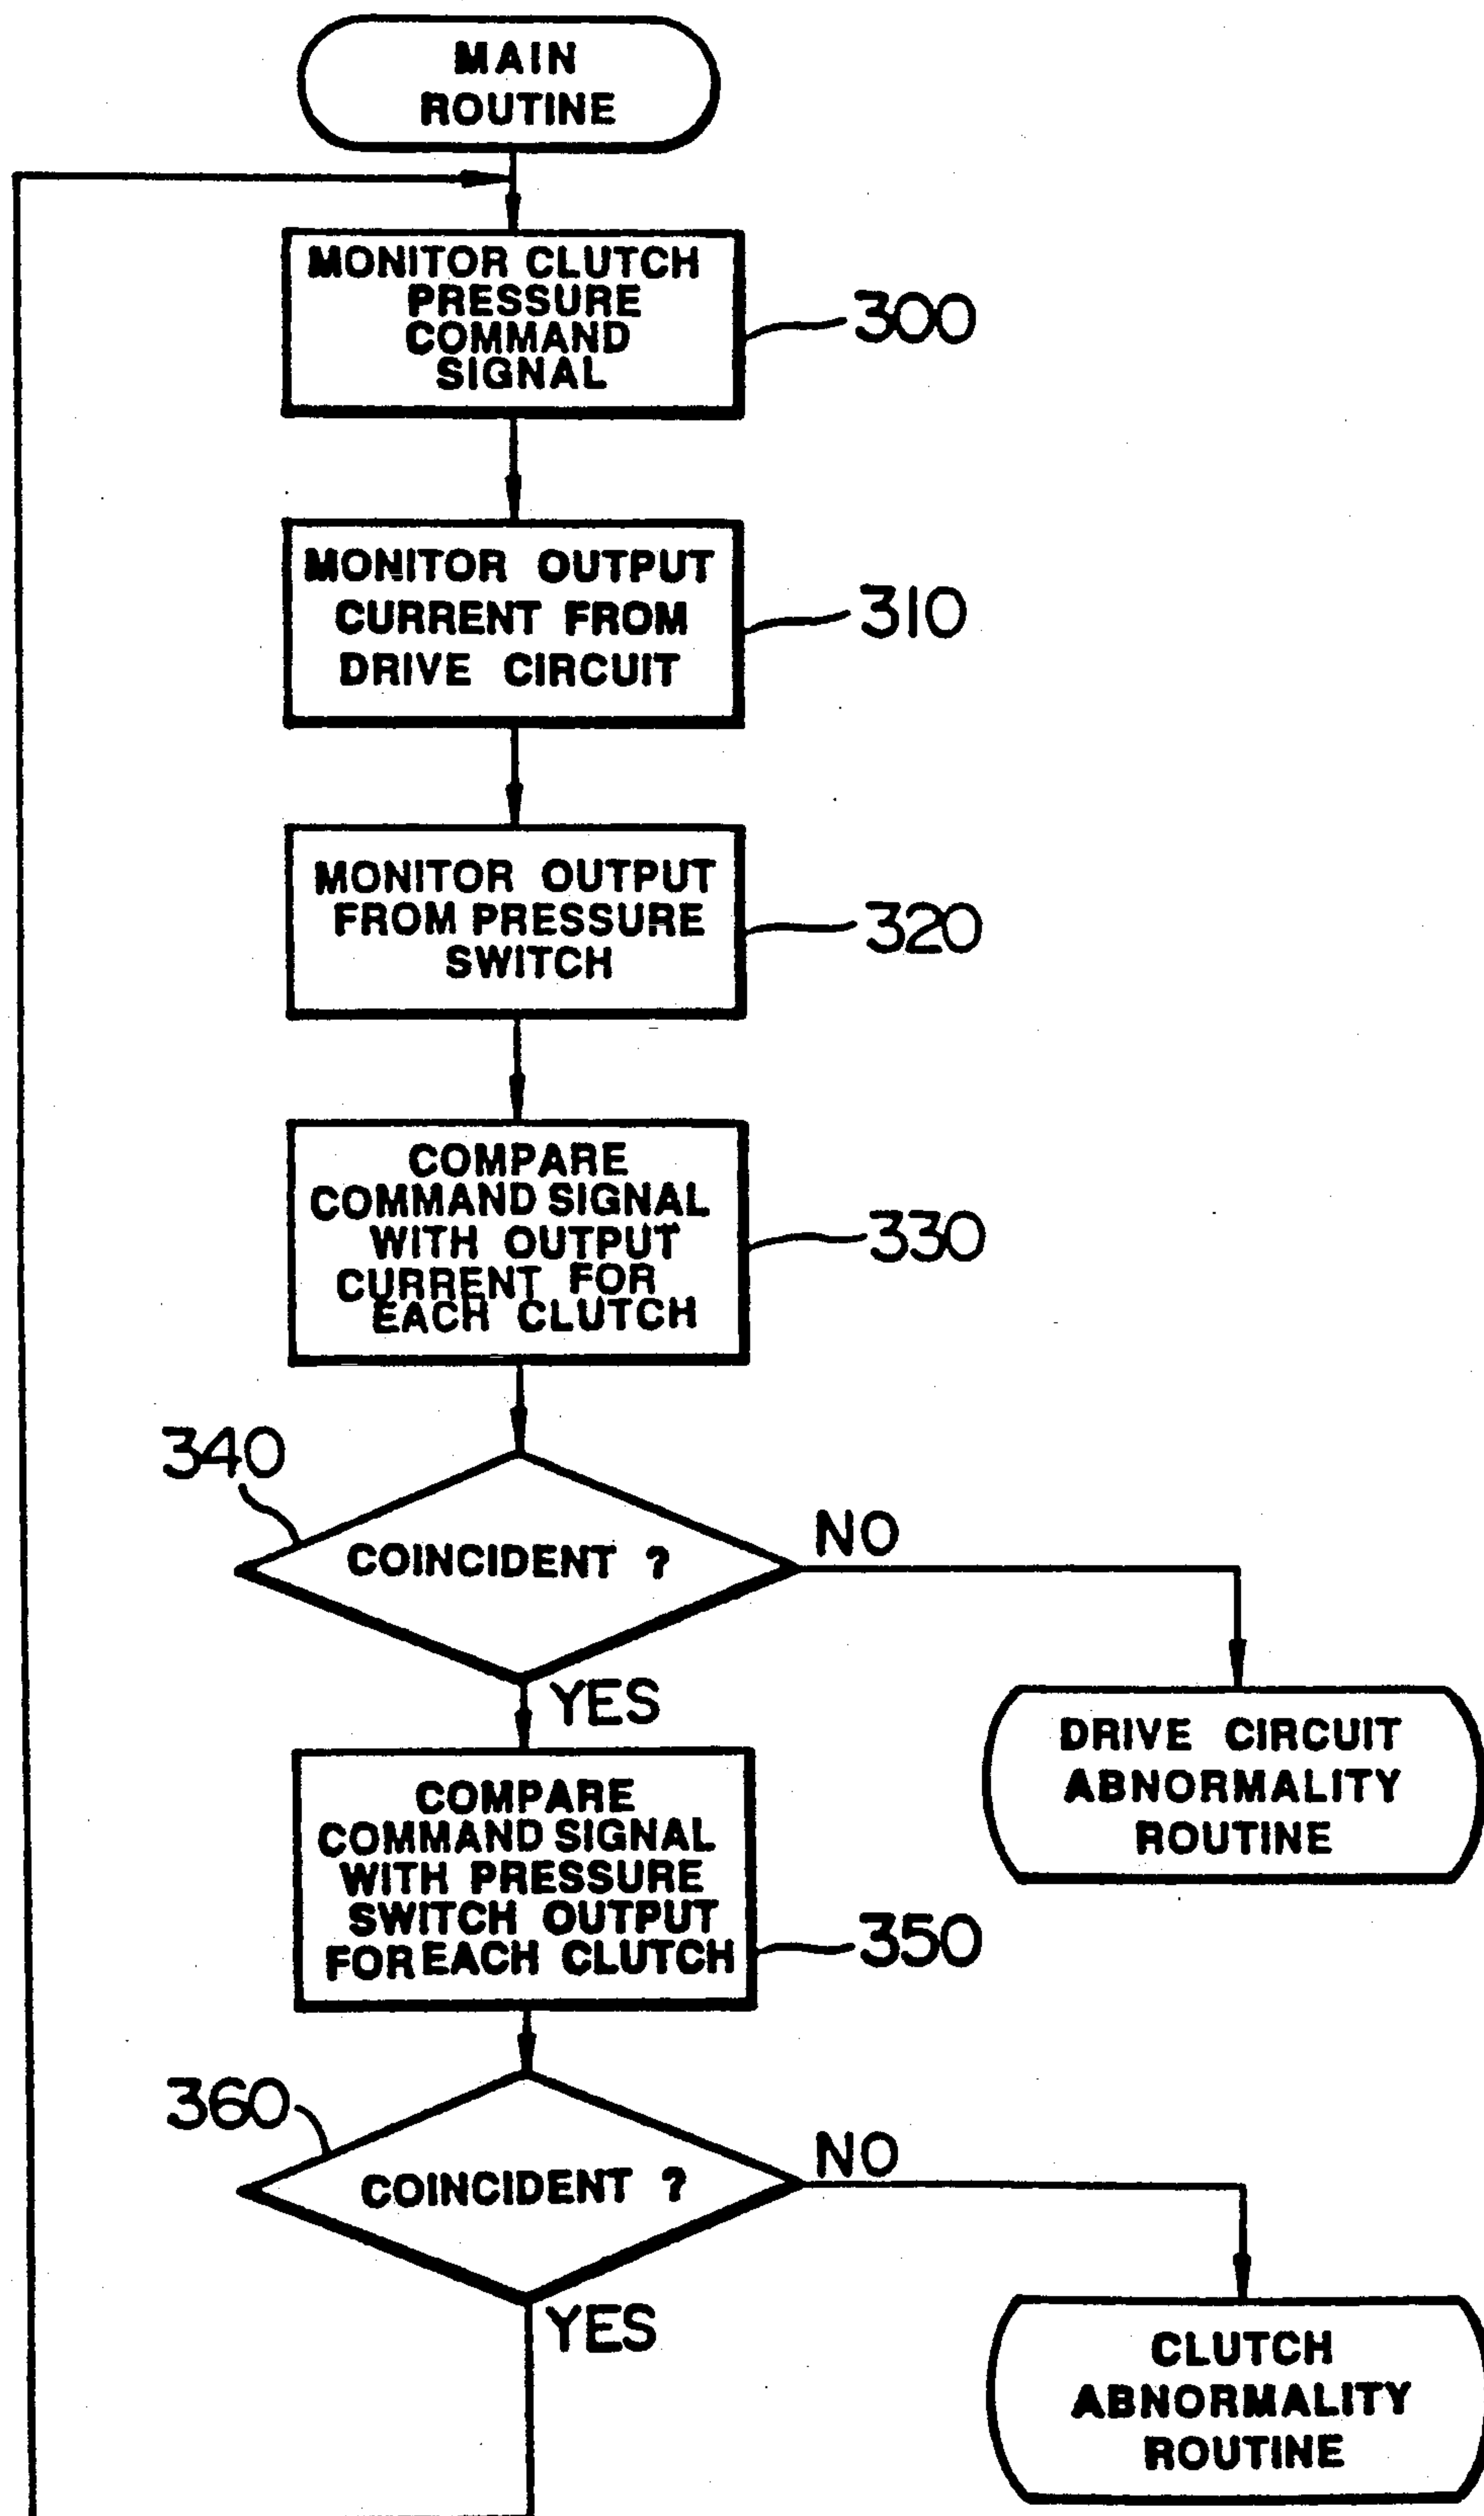 MAIN
ROUTINE
MONITOR CLUTCH
PRESSURE
COMMAND
SIGNAL
300
MONITOR OUTPUT
CURRENT FROM
DRIVE CIRCUIT
310
MONITOR OUTPUT
FROM PRESSURE
SWITCH
320
COMPARE
COMMAND SIGNAL
WITH OUTPUT
CURRENT FOR
EACH CLUTCH
330
340
COINCIDENT ?
NO
YES
DRIVE CIRCUIT
ABNORMALITY
ROUTINE
COMPARE
COMMAND SIGNAL
WITH PRESSURE
SWITCH OUTPUT
FOR EACH CLUTCH
350
360
COINCIDENT ?
NO
YES
CLUTCH
ABNORMALITY
ROUTINE